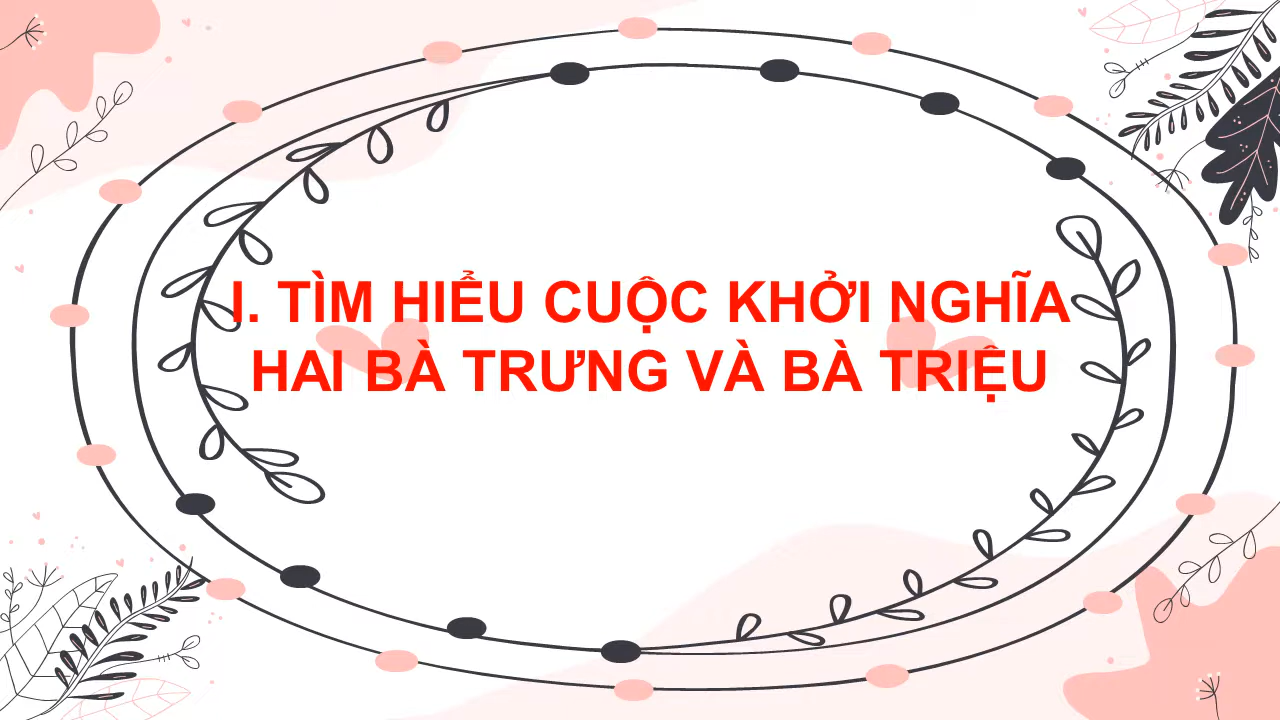 I. TÌM HIỂU CUỘC KHỞI NGHĨA
HAI BÀ TRƯNG VÀ BÀ TRIỆU